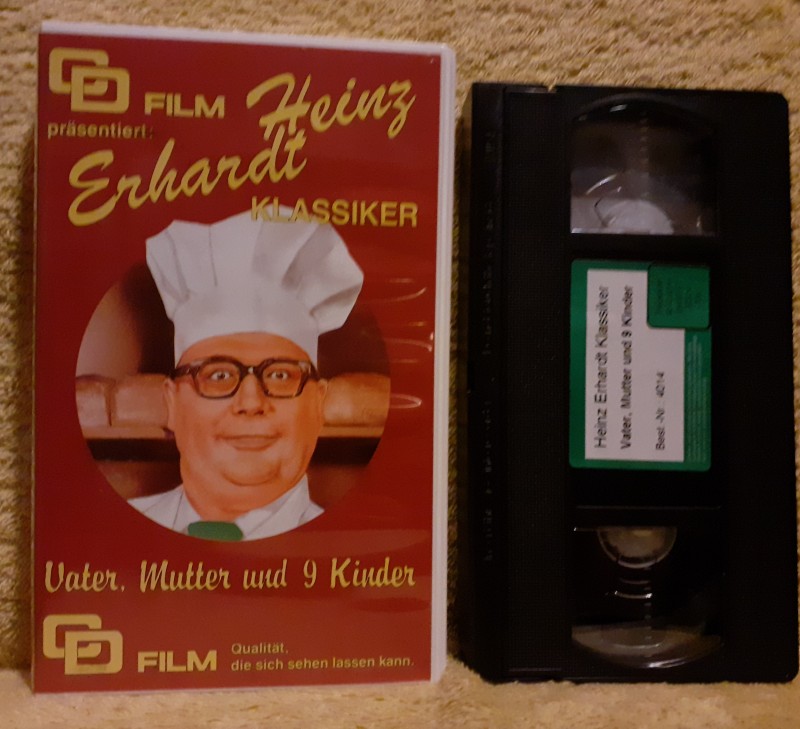 CD FILM
präsentiert:
Heinz
Erhardt
KLASSIKER
Vater, Mutter und 9 Kinder
CD FILM
Qualität,
die sich sehen lassen kann.
Heinz Erhardt Klassiker
Vater, Mutter und 9 Kinder
Best.-Nr.: 4014